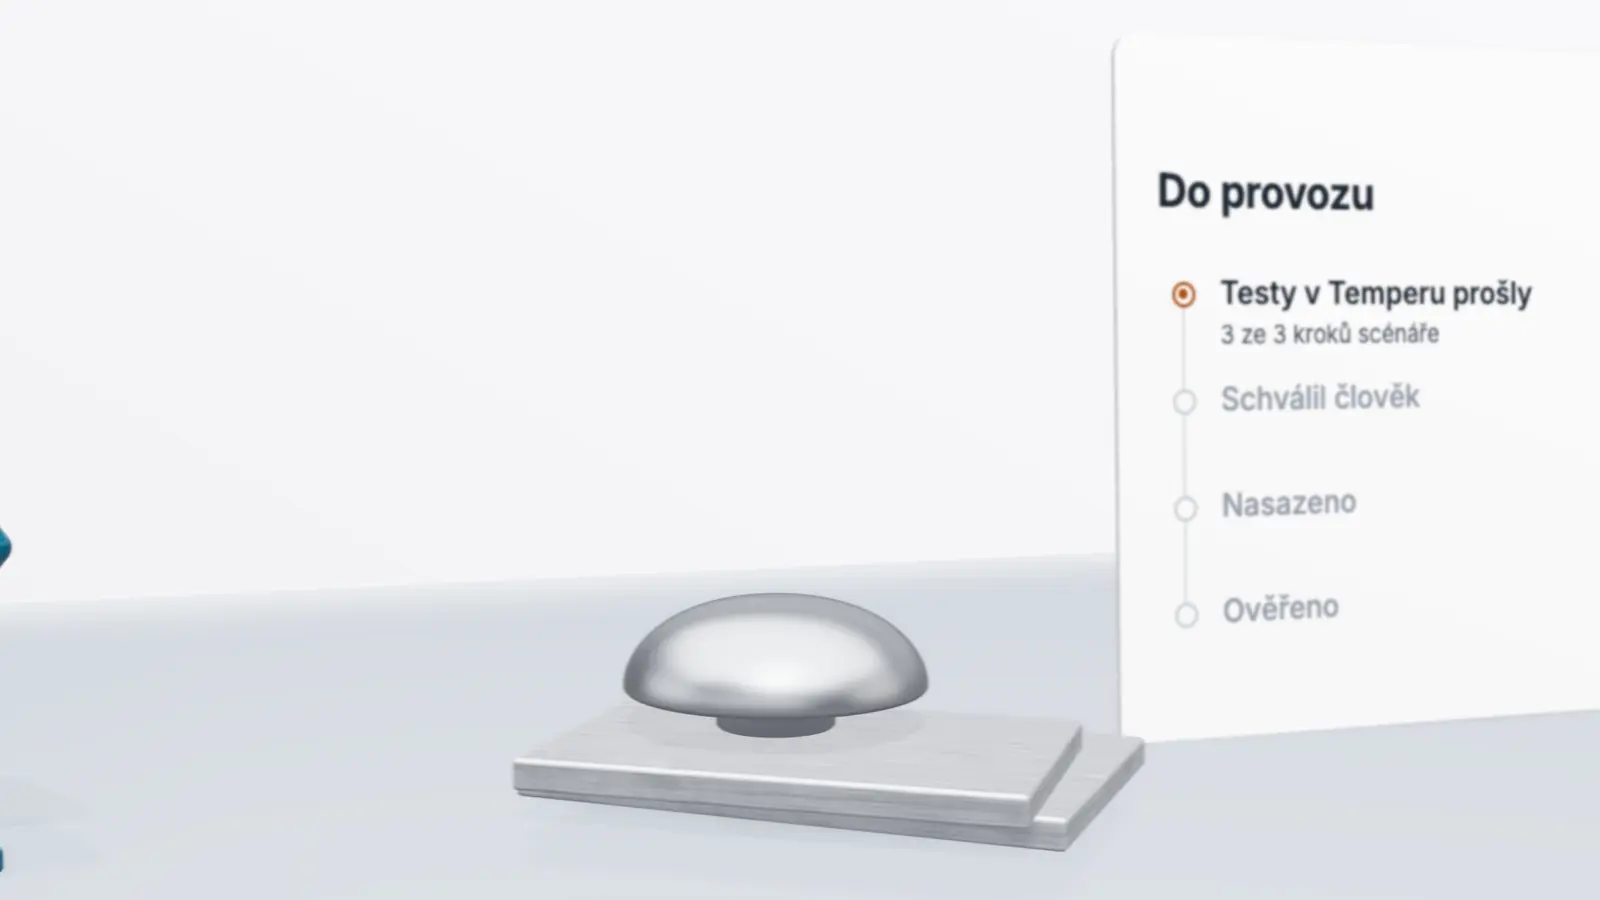 Do provozu
Testy v Temperu prošly
3 ze 3 kroků scénáře
Schválil člověk
Nasazeno
Ověřeno